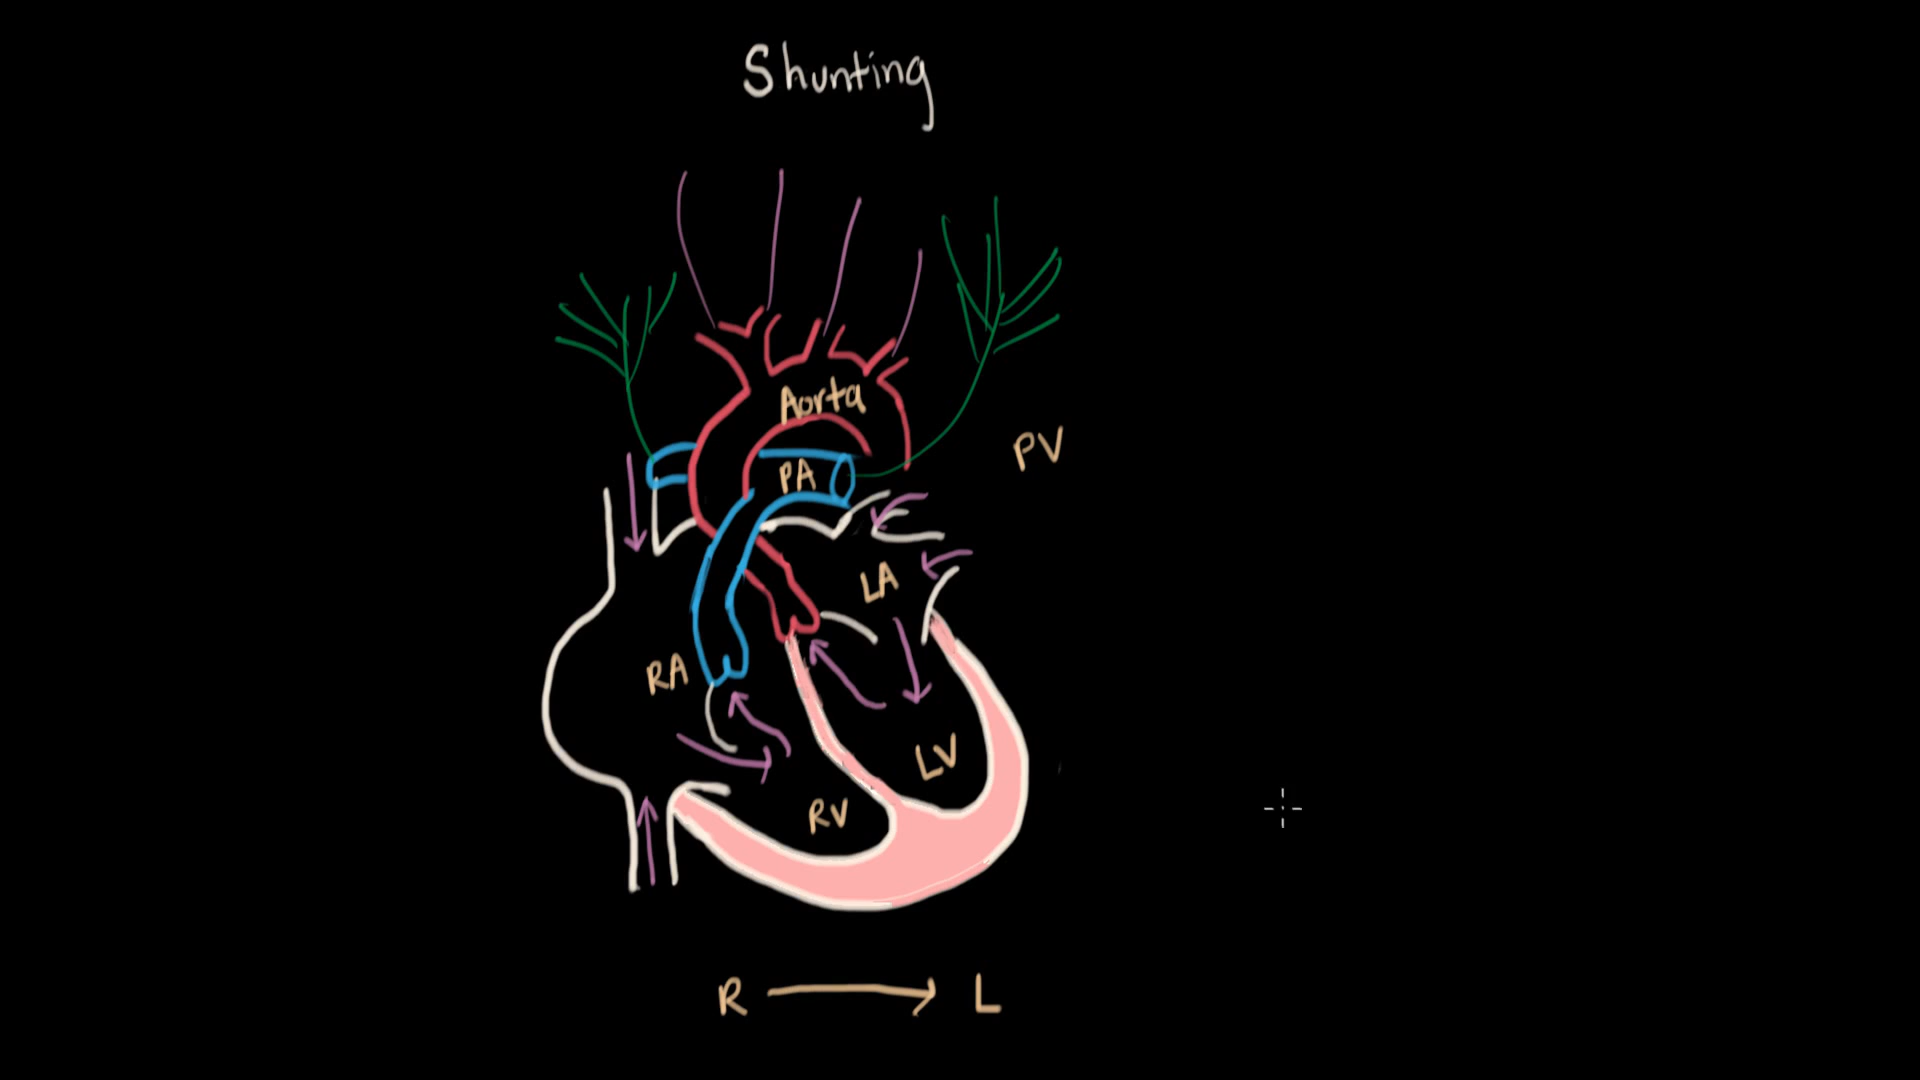 Shunting
Aorta
PV
PA
LA
RA
LV
RV
R → L